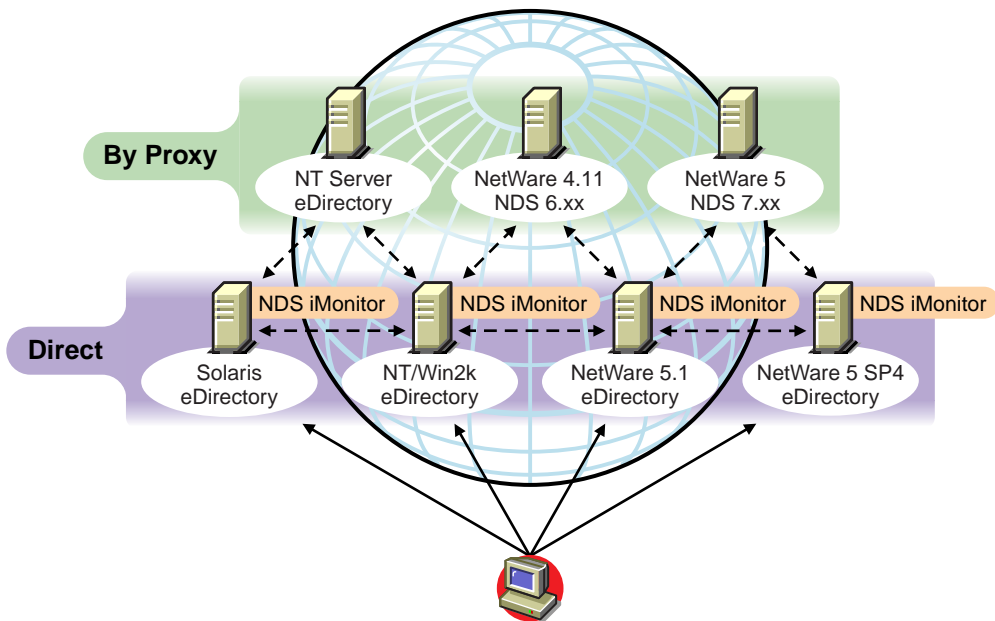 By Proxy
NT Server
eDirectory
NetWare 4.11
NDS 6.xx
NetWare 5
NDS 7.xx
Direct
NDS iMonitor
NDS iMonitor
NDS iMonitor
NDS iMonitor
Solaris
eDirectory
NT/Win2k
eDirectory
NetWare 5.1
eDirectory
NetWare 5 SP4
eDirectory